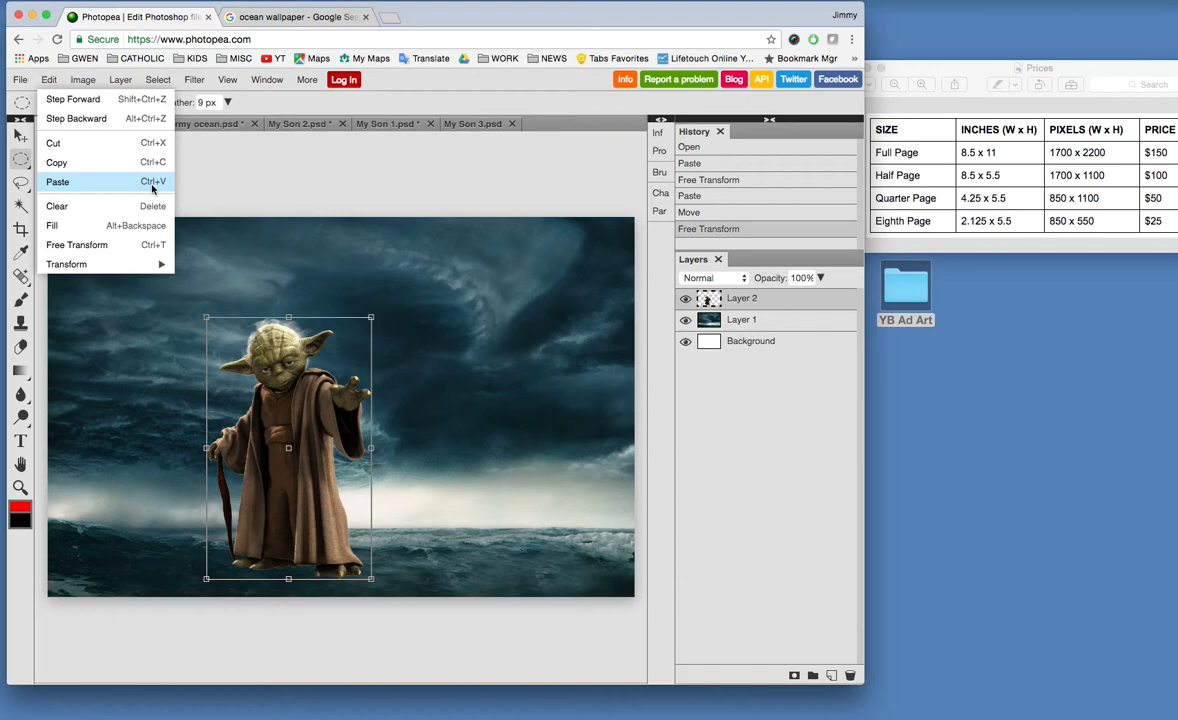 Photopea | Edit Photoshop file
ocean wallpaper - Google Sea
Jimmy
Secure https://www.photopea.com
Apps GWEN CATHOLIC KIDS MISC YT Maps My Maps Translate WORK NEWS Tabs Favorites Lifetouch Online Y... Bookmark Mgr »
File Edit Image Layer Select Filter View Window More Log In Info Report a problem Blog API Twitter Facebook
ather: 9 px
rmy ocean.psd * My Son 2.psd * My Son 1.psd * My Son 3.psd
Step Forward Shift+Ctrl+Z
Step Backward Alt+Ctrl+Z
Cut Ctrl+X
Copy Ctrl+C
Paste Ctrl+V
Clear Delete
Fill Alt+Backspace
Free Transform Ctrl+T
Transform
T
<> 
Inf
Pro
Bru
Cha
Par
History
Open
Paste
Free Transform
Paste
Move
Free Transform
Layers
Normal Opacity: 100%
Layer 2
Layer 1
Background
Prices
Search
SIZE INCHES (W x H) PIXELS (W x H) PRICE
Full Page 8.5 x 11 1700 x 2200 $150
Half Page 8.5 x 5.5 1700 x 1100 $100
Quarter Page 4.25 x 5.5 850 x 1100 $50
Eighth Page 2.125 x 5.5 850 x 550 $25
YB Ad Art